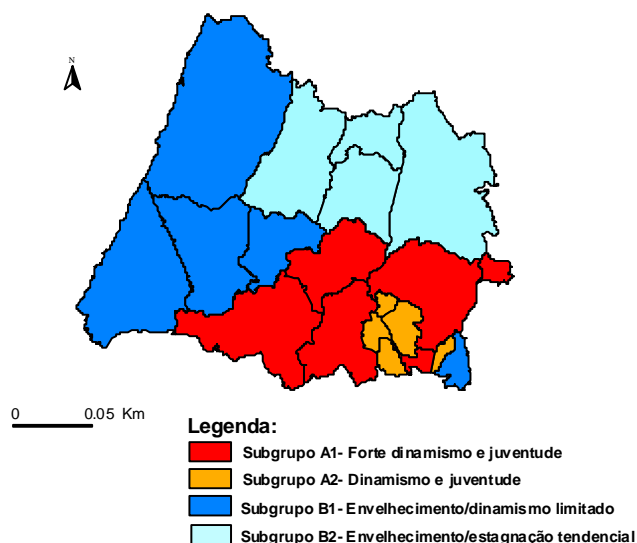 N
0 0.05 Km
Legenda:
Subgrupo A1- Forte dinamismo e juventude
Subgrupo A2- Dinamismo e juventude
Subgrupo B1- Envelhecimento/dinamismo limitado
Subgrupo B2- Envelhecimento/estagnação tendencial